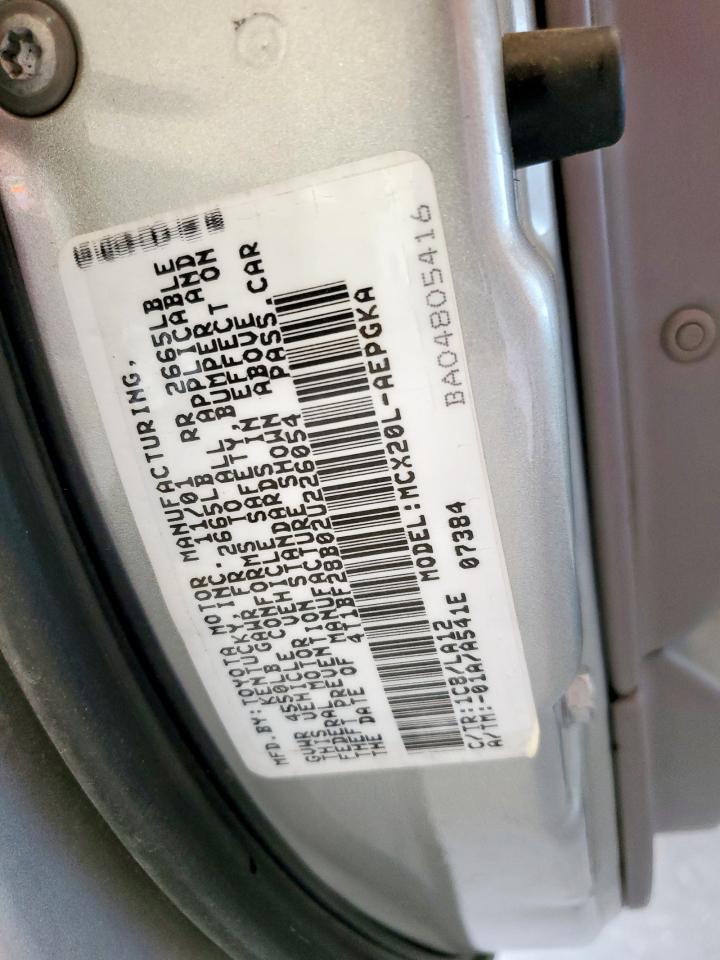 MFD.BY:TOYOTA MOTOR MANUFACTURING,
KENTUCKY, INC. 11/01
GVWR 4550LB GAWR FR 2665LB RR 2665LB
THIS VEHICLE CONFORMS TO ALL APPLICABLE
FEDERAL MOTOR VEHICLE SAFETY, BUMPER AND
THEFT PREVENTION STANDARDS IN EFFECT ON
THE DATE OF MANUFACTURE SHOWN ABOVE.
4T1BF28B02U226054 PASS.CAR
MODEL:MCX20L-AEPGKA
C/TR:1C8/LA12
A/TM:-01A/A541E 07384
BA04805416